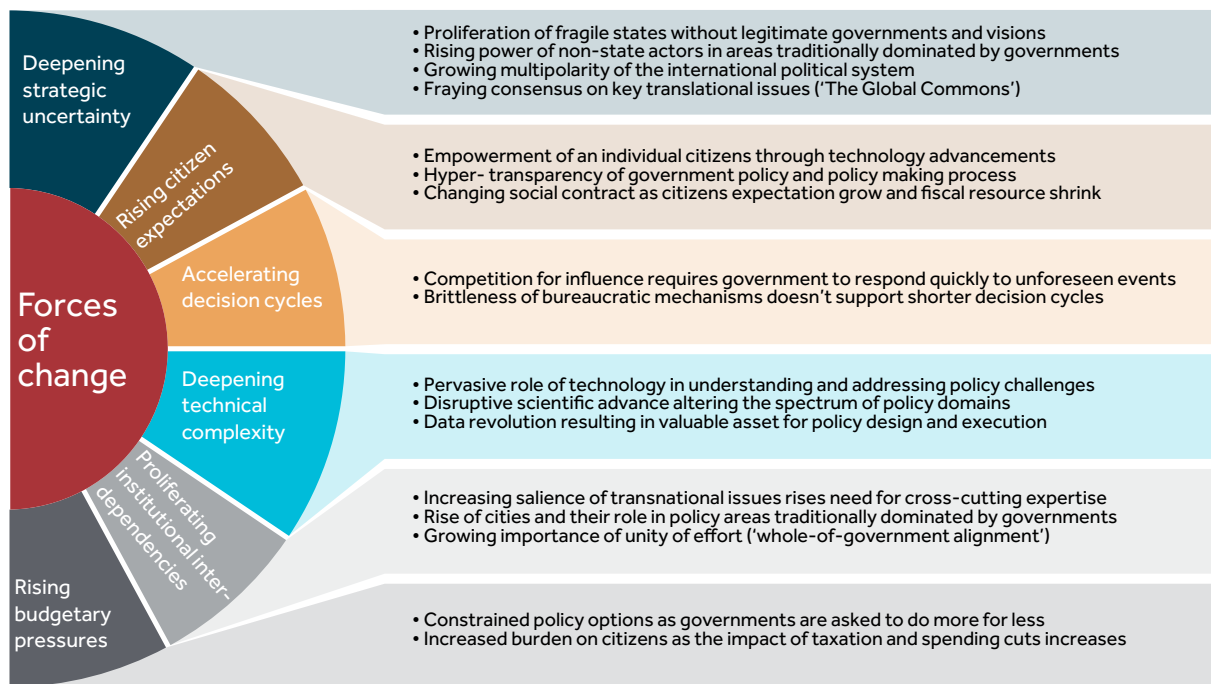 Forces
of
change
Deepening
strategic
uncertainty
• Proliferation of fragile states without legitimate governments and visions
• Rising power of non-state actors in areas traditionally dominated by governments
• Growing multipolarity of the international political system
• Fraying consensus on key translational issues (‘The Global Commons’)
Rising citizen
expectations
• Empowerment of an individual citizens through technology advancements
• Hyper- transparency of government policy and policy making process
• Changing social contract as citizens expectation grow and fiscal resource shrink
Accelerating
decision cycles
• Competition for influence requires government to respond quickly to unforeseen events
• Brittleness of bureaucratic mechanisms doesn’t support shorter decision cycles
Deepening
technical
complexity
• Pervasive role of technology in understanding and addressing policy challenges
• Disruptive scientific advance altering the spectrum of policy domains
• Data revolution resulting in valuable asset for policy design and execution
Proliferating
institutional inter-
dependencies
• Increasing salience of transnational issues rises need for cross-cutting expertise
• Rise of cities and their role in policy areas traditionally dominated by governments
• Growing importance of unity of effort (‘whole-of-government alignment’)
Rising
budgetary
pressures
• Constrained policy options as governments are asked to do more for less
• Increased burden on citizens as the impact of taxation and spending cuts increases